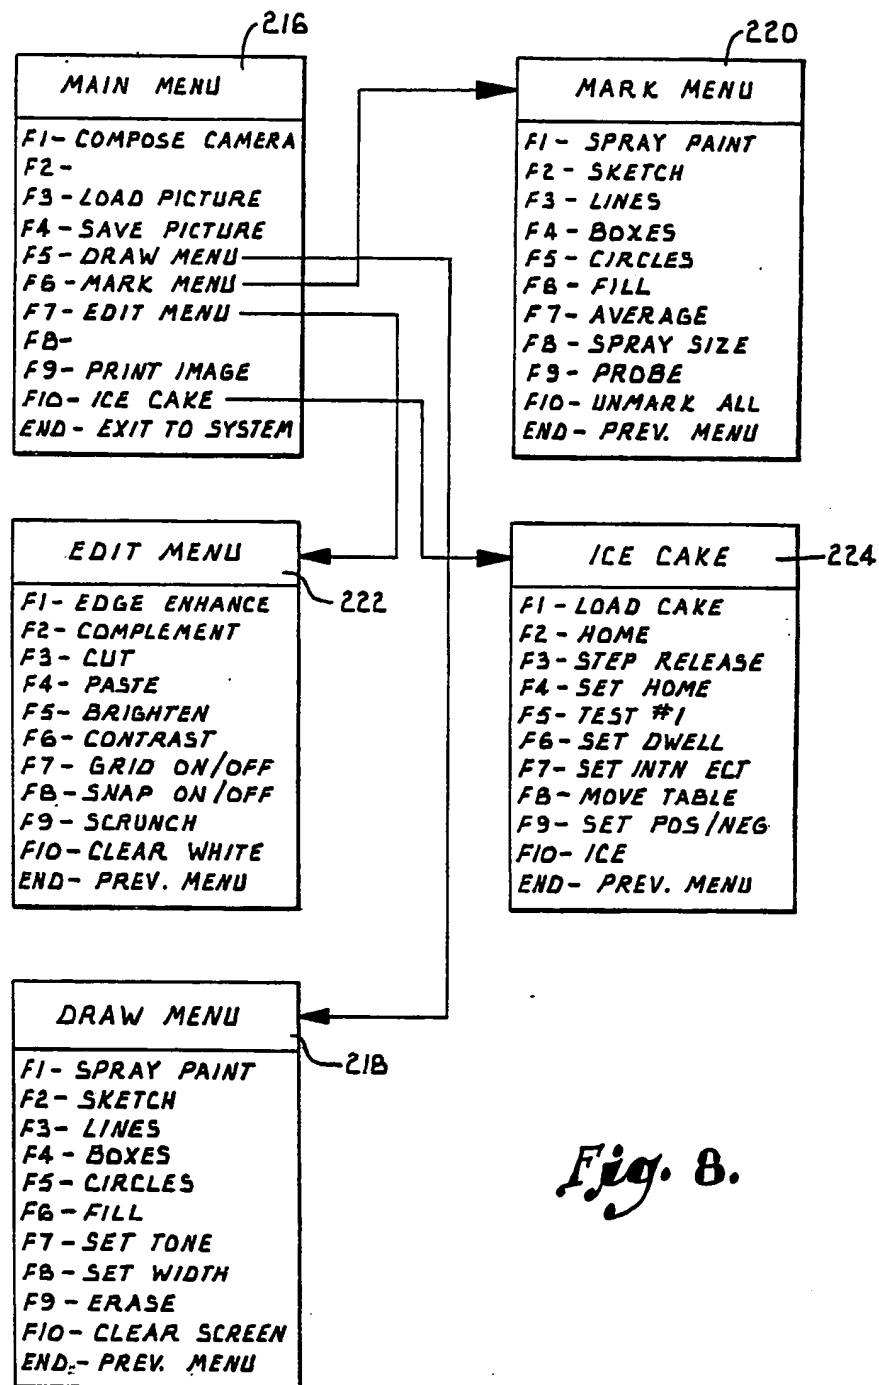 216
MAIN MENU
F1- COMPOSE CAMERA
F2-
F3- LOAD PICTURE
F4- SAVE PICTURE
F5- DRAW MENU
F6- MARK MENU
F7- EDIT MENU
F8-
F9- PRINT IMAGE
F10- ICE CAKE
END- EXIT TO SYSTEM
220
MARK MENU
F1- SPRAY PAINT
F2- SKETCH
F3- LINES
F4- BOXES
F5- CIRCLES
F6- FILL
F7- AVERAGE
F8- SPRAY SIZE
F9- PROBE
F10- UNMARK ALL
END- PREV. MENU
EDIT MENU
222
F1- EDGE ENHANCE
F2- COMPLEMENT
F3- CUT
F4- PASTE
F5- BRIGHTEN
F6- CONTRAST
F7- GRID ON/OFF
F8- SNAP ON/OFF
F9- SCRUNCH
F10- CLEAR WHITE
END- PREV. MENU
ICE CAKE
224
F1- LOAD CAKE
F2- HOME
F3- STEP RELEASE
F4- SET HOME
F5- TEST #1
F6- SET DWELL
F7- SET INTN ECT
F8- MOVE TABLE
F9- SET POS/NEG
F10- ICE
END- PREV. MENU
DRAW MENU
218
F1- SPRAY PAINT
F2- SKETCH
F3- LINES
F4- BOXES
F5- CIRCLES
F6- FILL
F7- SET TONE
F8- SET WIDTH
F9- ERASE
F10- CLEAR SCREEN
END- PREV. MENU
Fig. 8.